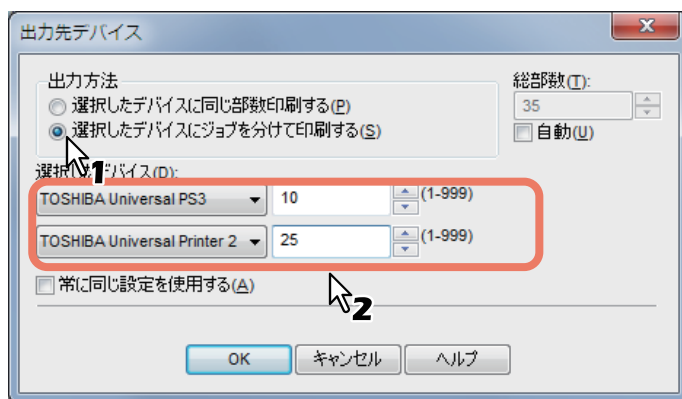 出力先デバイス
出力方法
選択したデバイスに同じ部数印刷する(P)
選択したデバイスにジョブを分けて印刷する(S)
総部数(T):
35
自動(U)
1
選択したデバイス(D):
TOSHIBA Universal PS3 10 (1-999)
TOSHIBA Universal Printer 2 25 (1-999)
常に同じ設定を使用する(A)
2
OK キャンセル ヘルプ